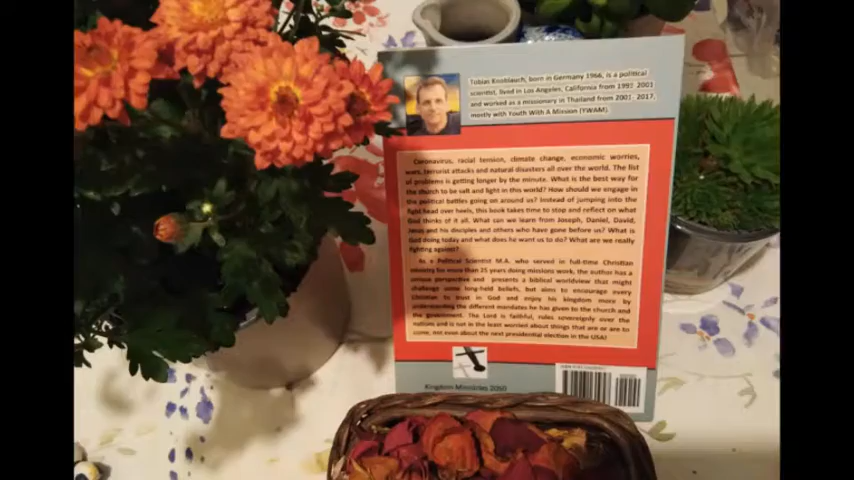 Tobias Knoblauch, born in Germany 1966, is a political
scientist, lived in Los Angeles, California from 1992-2001
and worked as a missionary in Thailand from 2001-2017,
mostly with Youth With A Mission (YWAM).
Coronavirus, racial tension, climate change, economic worries,
wars, terrorist attacks and natural disasters all over the world. The list
of problems is getting longer by the minute. What is the best way for
the church to be salt and light in this world? How should we engage in
the political battles going on around us? Instead of jumping into the
fight head over heels, this book takes time to stop and reflect on what
God thinks of it all. What can we learn from Joseph, Daniel, David,
Jesus and his disciples and others who have gone before us? What is
God doing today and what does he want us to do? What are we really
fighting against?
As a Political Scientist M.A. who served in full-time Christian
ministry for more than 25 years doing missions work, the author has a
unique perspective and presents a biblical worldview that might
challenge some long-held beliefs, but aims to encourage every
Christian to trust in God and enjoy his kingdom more by
understanding the different mandates he has given to the church and
the government. The Lord is faithful, rules sovereignly over the
nations and is not in the least worried about things that are or are to
come, not even about the next presidential election in the USA!
Kingdom Ministries 2050